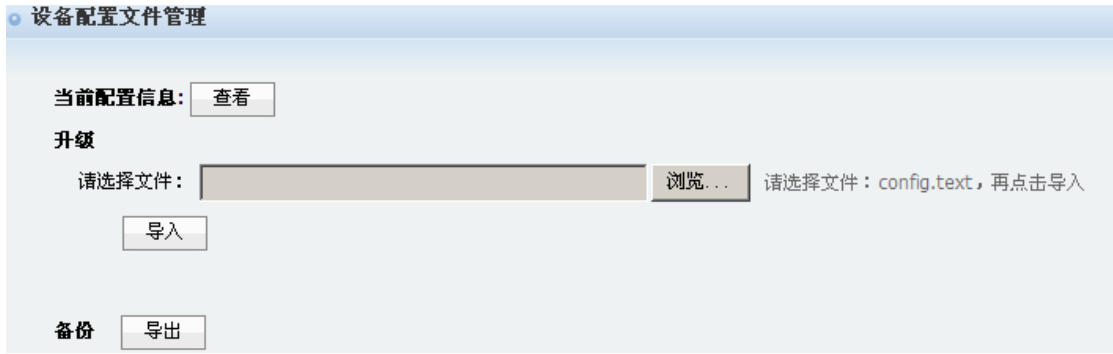 设备配置文件管理
当前配置信息: 查看
升级
请选择文件: 浏览... 请选择文件:config.text,再点击导入
导入
备份 导出